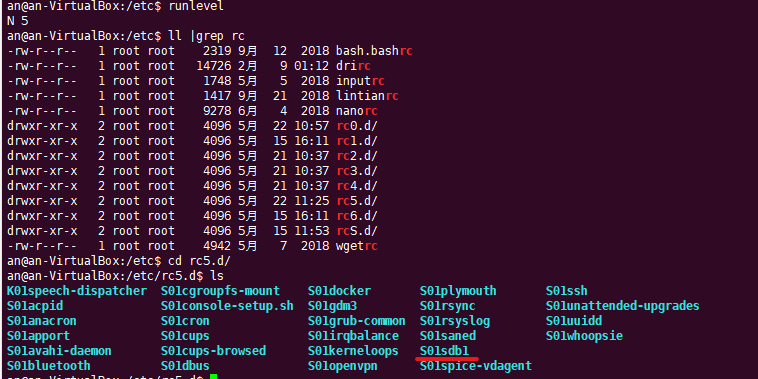 an@an-VirtualBox:/etc$ runlevel
N 5
an@an-VirtualBox:/etc$ ll |grep rc
-rw-r--r--   1 root root    2319 9月   12  2018 bash.bashrc
-rw-r--r--   1 root root   14726 2月    9 01:12 drirc
-rw-r--r--   1 root root    1748 5月    5  2018 inputrc
-rw-r--r--   1 root root    1417 9月   21  2018 lintianrc
-rw-r--r--   1 root root    9278 6月    4  2018 nanorc
drwxr-xr-x   2 root root    4096 5月   22 10:57 rc0.d/
drwxr-xr-x   2 root root    4096 5月   15 16:11 rc1.d/
drwxr-xr-x   2 root root    4096 5月   21 10:37 rc2.d/
drwxr-xr-x   2 root root    4096 5月   21 10:37 rc3.d/
drwxr-xr-x   2 root root    4096 5月   21 10:37 rc4.d/
drwxr-xr-x   2 root root    4096 5月   22 11:25 rc5.d/
drwxr-xr-x   2 root root    4096 5月   15 16:11 rc6.d/
drwxr-xr-x   2 root root    4096 5月   15 11:53 rcS.d/
-rw-r--r--   1 root root    4942 5月    7  2018 wgetrc
an@an-VirtualBox:/etc$ cd rc5.d/
an@an-VirtualBox:/etc/rc5.d$ ls
K01speech-dispatcher  S01cgroupfs-mount    S01docker       S01plymouth       S01ssh
S01acpid              S01console-setup.sh  S01gdm3         S01rsync          S01unattended-upgrades
S01anacron            S01cron              S01grub-common  S01rsyslog        S01uuidd
S01apport             S01cups              S01irqbalance   S01saned          S01whoopsie
S01avahi-daemon       S01cups-browsed      S01kerneloops   S01sdb1
S01bluetooth          S01dbus              S01openvpn      S01spice-vdagent
an@an-VirtualBox:/etc/rc5.d$